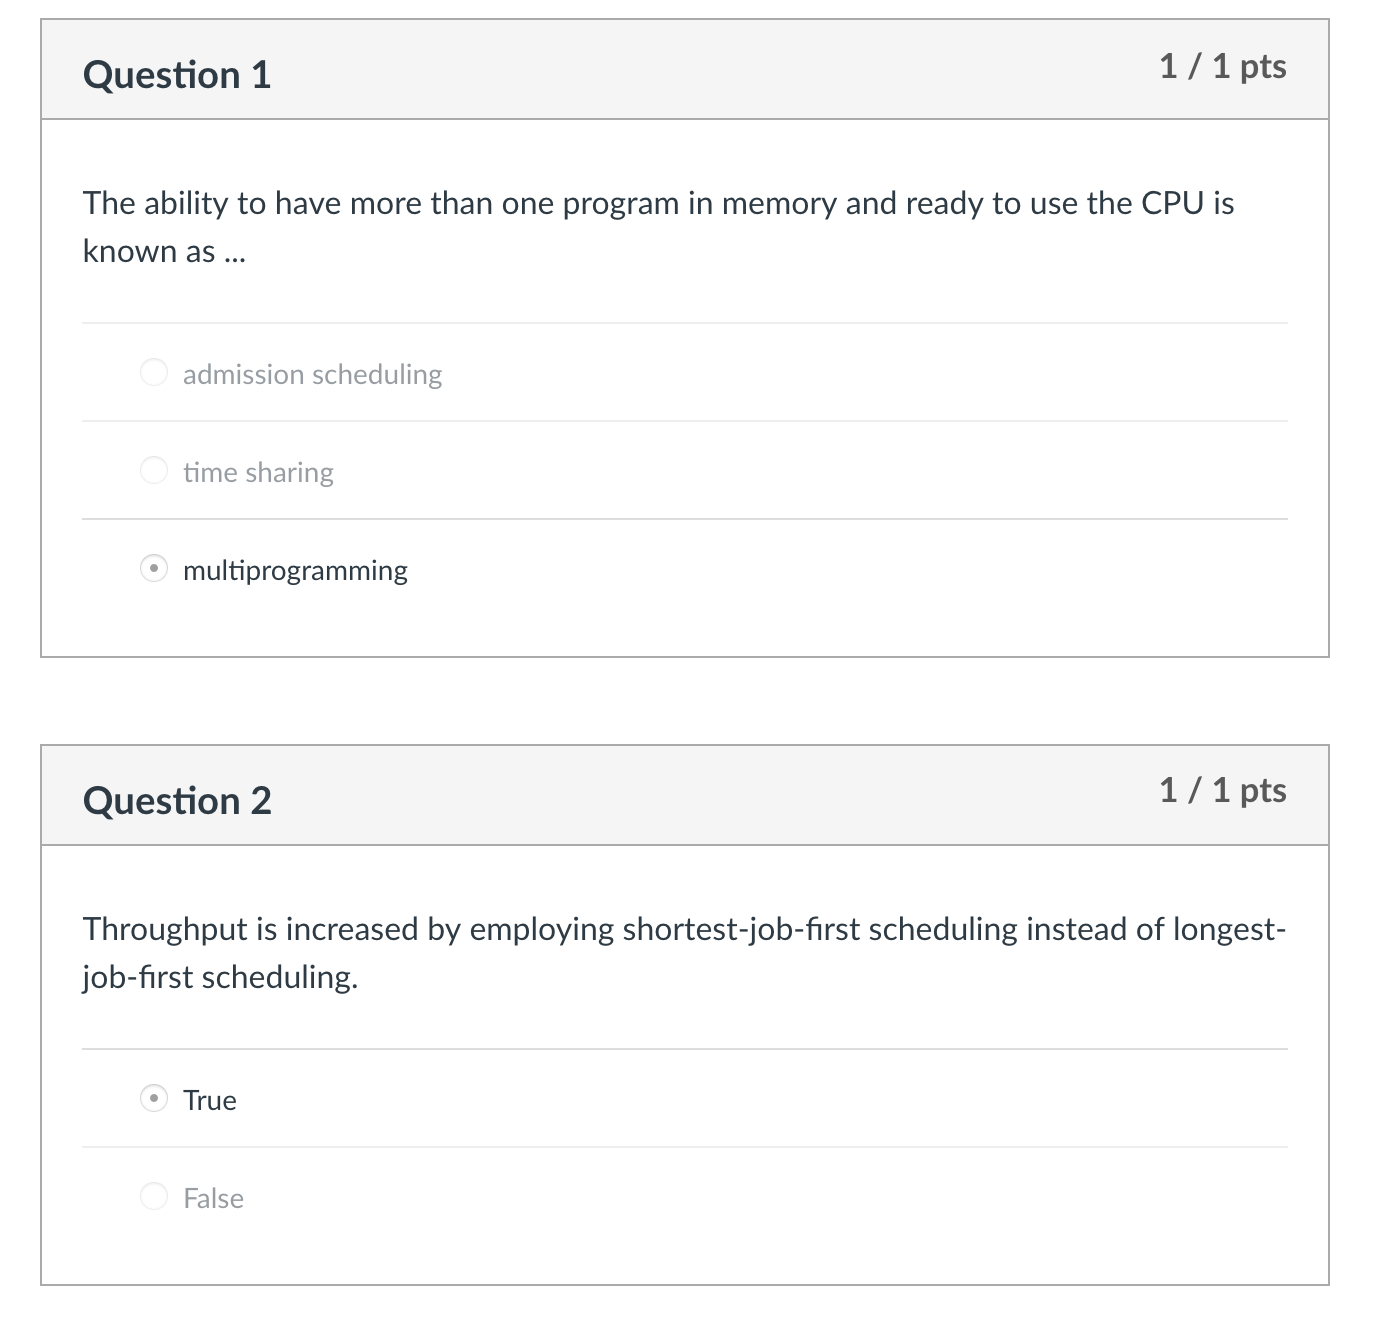 Question 1
1 / 1 pts
The ability to have more than one program in memory and ready to use the CPU is
known as ...
admission scheduling
time sharing
multiprogramming
Question 2
1 / 1 pts
Throughput is increased by employing shortest-job-first scheduling instead of longest-
job-first scheduling.
True
False